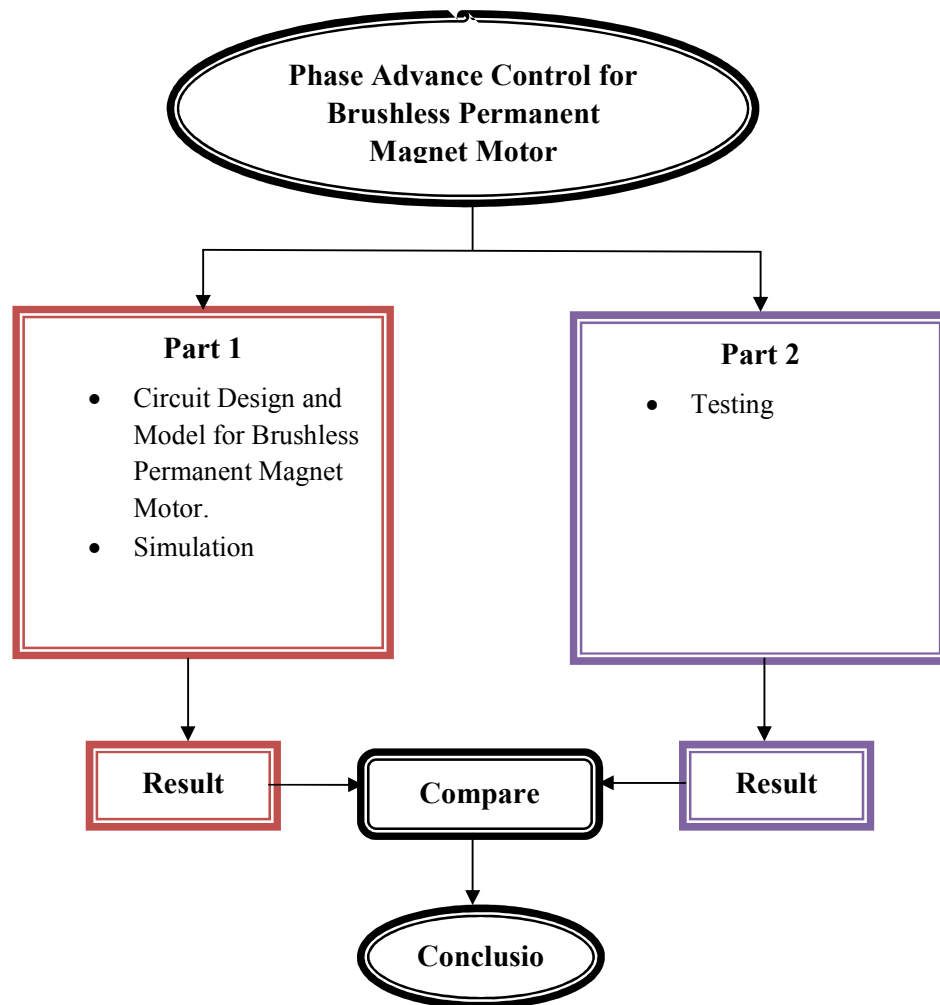 Phase Advance Control for
Brushless Permanent
Magnet Motor
Part 1
• Circuit Design and
Model for Brushless
Permanent Magnet
Motor.
• Simulation
Part 2
• Testing
Result
Compare
Result
Conclusio